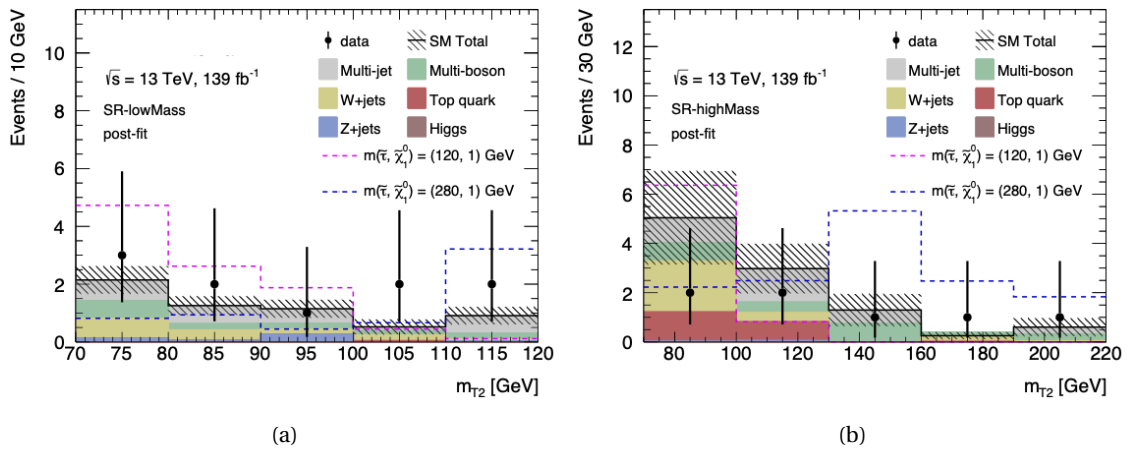 Events / 10 GeV
10
8
6
4
2
0
data
SM Total
√s = 13 TeV, 139 fb⁻¹
Multi-jet
Multi-boson
SR-lowMass
W+jets
Top quark
post-fit
Z+jets
Higgs
m(τ̃, χ̃₁⁰) = (120, 1) GeV
m(τ̃, χ̃₁⁰) = (280, 1) GeV
70 75 80 85 90 95 100 105 110 115 120
m_T2 [GeV]
(a)
Events / 30 GeV
12
10
8
6
4
2
0
data
SM Total
√s = 13 TeV, 139 fb⁻¹
Multi-jet
Multi-boson
SR-highMass
W+jets
Top quark
post-fit
Z+jets
Higgs
m(τ̃, χ̃₁⁰) = (120, 1) GeV
m(τ̃, χ̃₁⁰) = (280, 1) GeV
80 100 120 140 160 180 200 220
m_T2 [GeV]
(b)